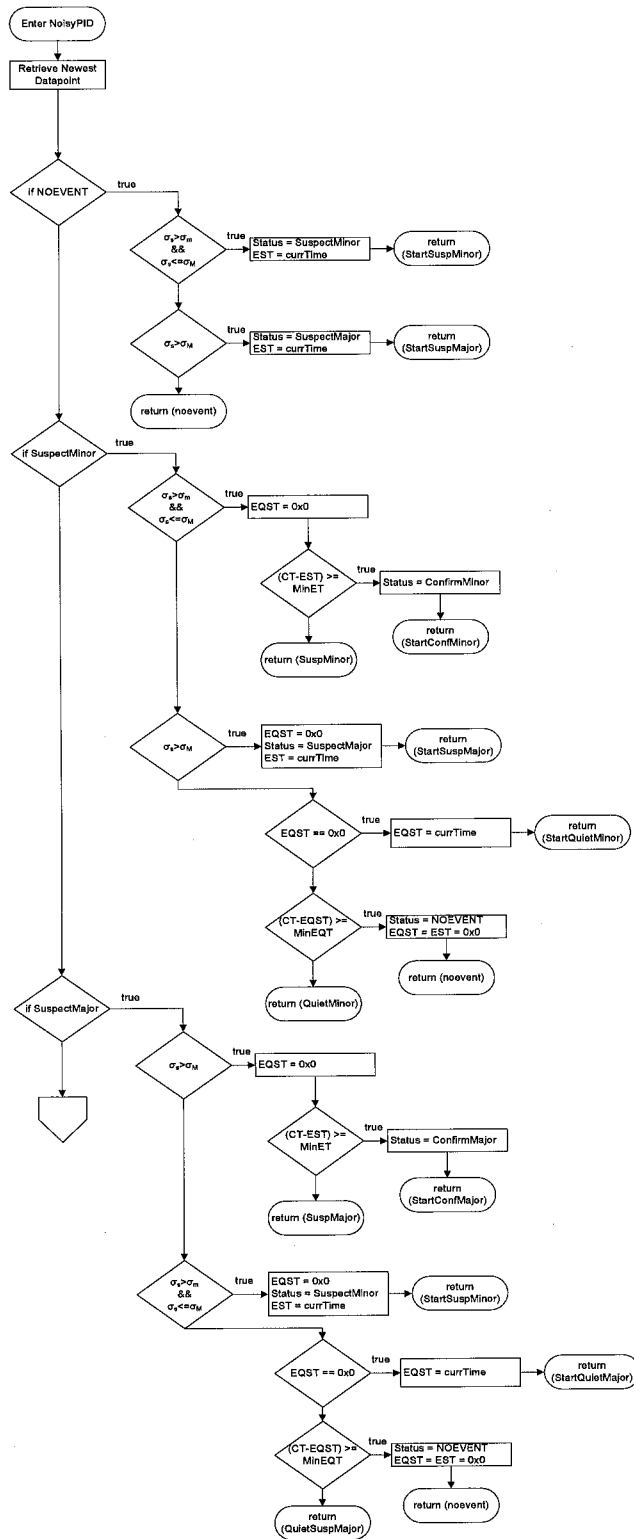 Enter NoisyPID
Retrieve Newest
Datapoint
if NOEVENT
true
σs>σm
&&
σs<=σM
true
Status = SuspectMinor
EST = currTime
return
(StartSuspMinor)
σs>σM
true
Status = SuspectMajor
EST = currTime
return
(StartSuspMajor)
return (noevent)
if SuspectMinor
true
σs>σm
&&
σs<=σM
true
EQST = 0x0
(CT-EST) >=
MinET
true
Status = ConfirmMinor
return
(StartConfMinor)
return (SuspMinor)
σs>σM
true
EQST = 0x0
Status = SuspectMajor
EST = currTime
return
(StartSuspMajor)
EQST == 0x0
true
EQST = currTime
return
(StartQuietMinor)
(CT-EQST) >=
MinEQT
true
Status = NOEVENT
EQST = EST = 0x0
return (noevent)
return (QuietMinor)
if SuspectMajor
true
σs>σM
true
EQST = 0x0
(CT-EST) >=
MinET
true
Status = ConfirmMajor
return
(StartConfMajor)
return (SuspMajor)
σs>σm
&&
σs<=σM
true
EQST = 0x0
Status = SuspectMinor
EST = currTime
return
(StartSuspMinor)
EQST == 0x0
true
EQST = currTime
return
(StartQuietMajor)
(CT-EQST) >=
MinEQT
true
Status = NOEVENT
EQST = EST = 0x0
return (noevent)
return
(QuietSuspMajor)